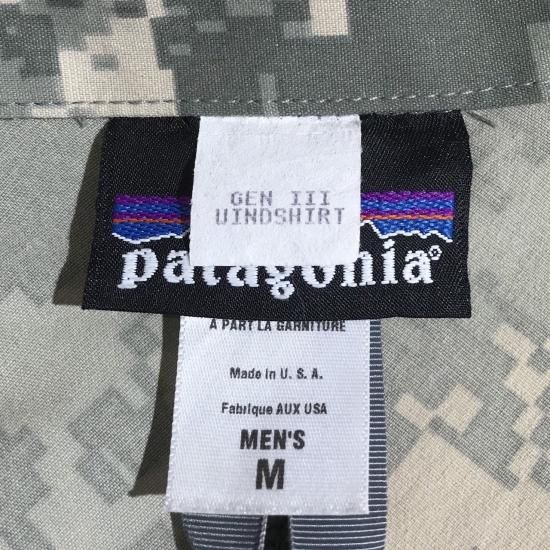 GEN III
WINDSHIRT
patagonia®
À PART LA GARNITURE
Made in U. S. A.
Fabrique AUX USA
MEN'S
M